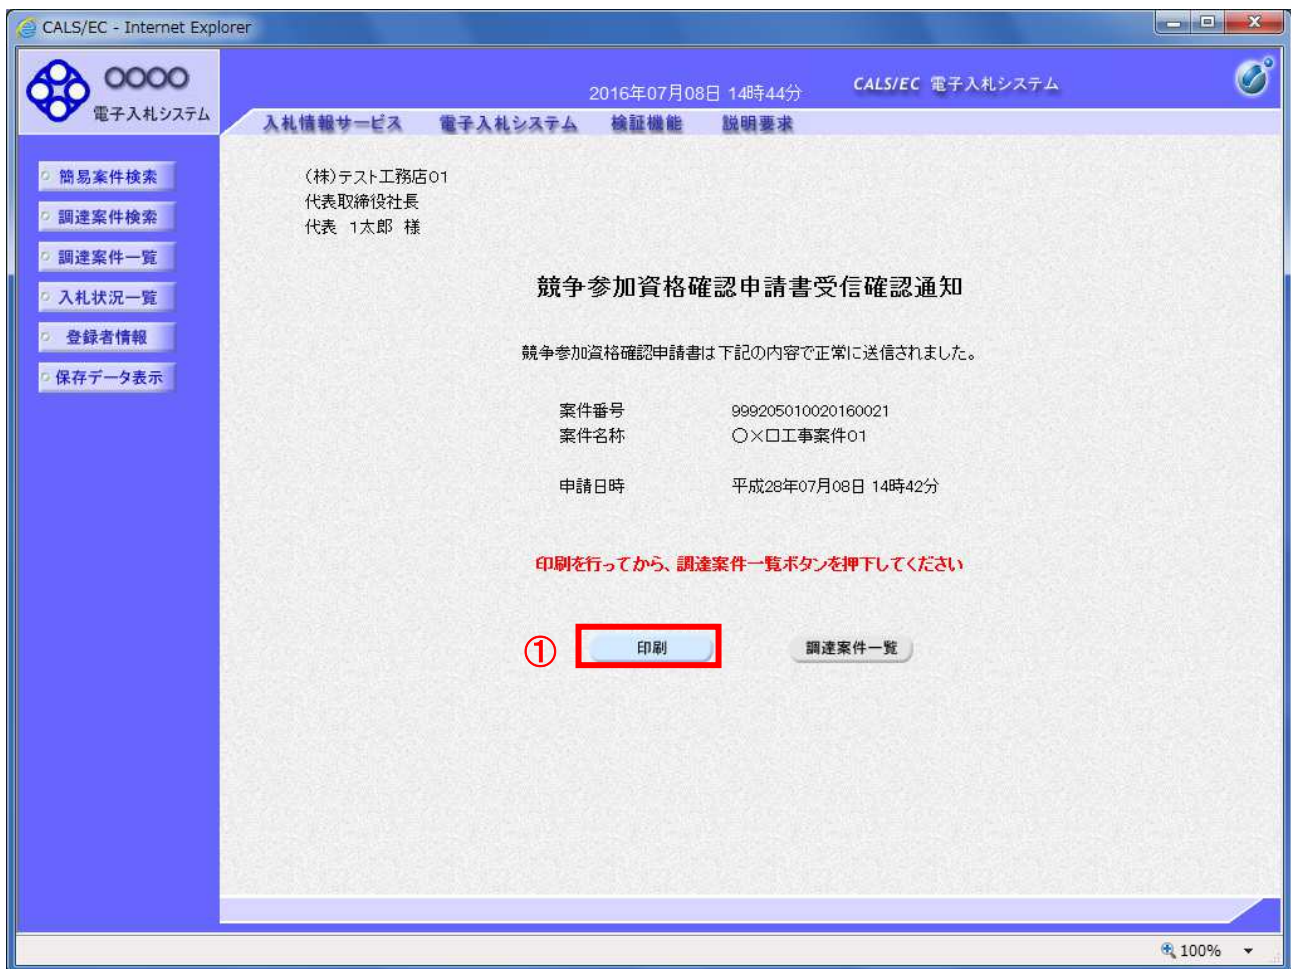 CALS/EC - Internet Explorer
○○○○
電子入札システム
2016年07月08日 14時44分
CALS/EC 電子入札システム
入札情報サービス 電子入札システム 検証機能 説明要求
簡易案件検索
調達案件検索
調達案件一覧
入札状況一覧
登録者情報
保存データ表示
(株)テスト工務店01
代表取締役社長
代表 1太郎 様
競争参加資格確認申請書受信確認通知
競争参加資格確認申請書は下記の内容で正常に送信されました。
案件番号 999205010020160021
案件名称 ○×口工事案件01
申請日時 平成28年07月08日 14時42分
印刷を行ってから、調達案件一覧ボタンを押下してください
① 印刷 調達案件一覧
100%